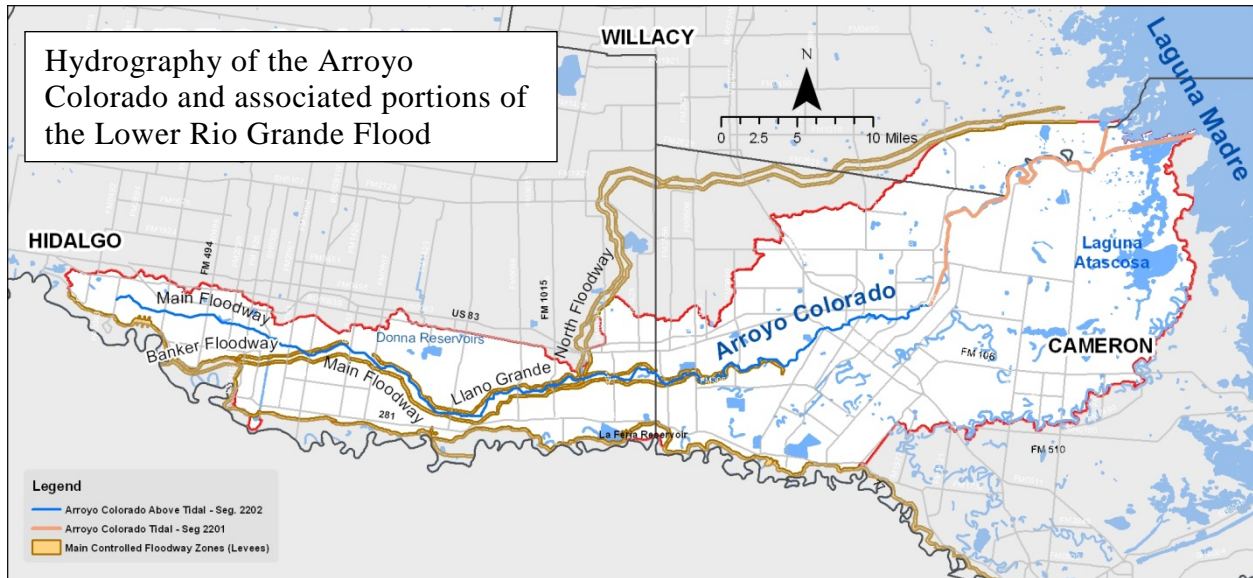 Hydrography of the Arroyo
Colorado and associated portions of
the Lower Rio Grande Flood
WILLACY
Laguna Madre
N
0 2.5 5 10 Miles
HIDALGO
FM 494
Main Floodway
US 83
FM 1015
North Floodway
Laguna
Atascosa
Arroyo Colorado
Donna Reservoirs
Banker Floodway
Main Floodway
Llano Grande
FM 106
CAMERON
281
La Feria Reservoir
FM 510
Legend
Arroyo Colorado Above Tidal - Seg. 2202
Arroyo Colorado Tidal - Seg 2201
Main Controlled Floodway Zones (Levees)